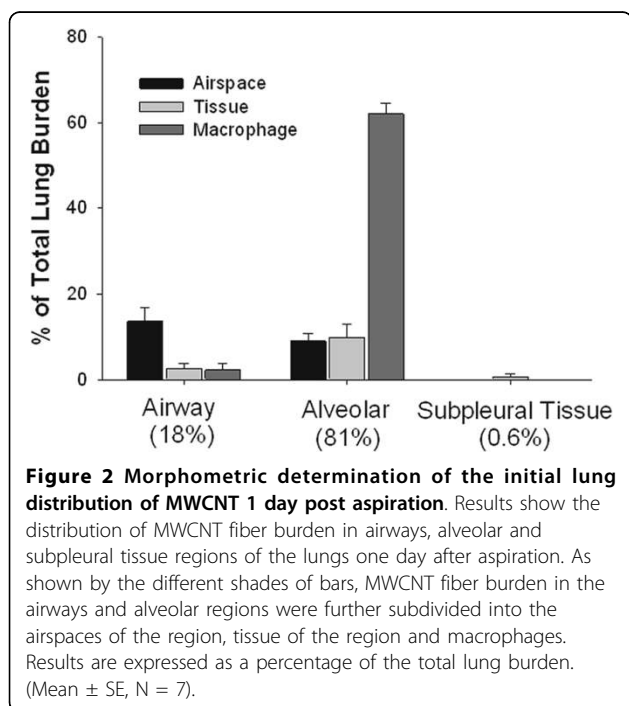 80
60
40
20
0
% of Total Lung Burden
Airspace
Tissue
Macrophage
Airway
(18%)
Alveolar
(81%)
Subpleural Tissue
(0.6%)
Figure 2 Morphometric determination of the initial lung
distribution of MWCNT 1 day post aspiration. Results show the
distribution of MWCNT fiber burden in airways, alveolar and
subpleural tissue regions of the lungs one day after aspiration. As
shown by the different shades of bars, MWCNT fiber burden in the
airways and alveolar regions were further subdivided into the
airspaces of the region, tissue of the region and macrophages.
Results are expressed as a percentage of the total lung burden.
(Mean ± SE, N = 7).